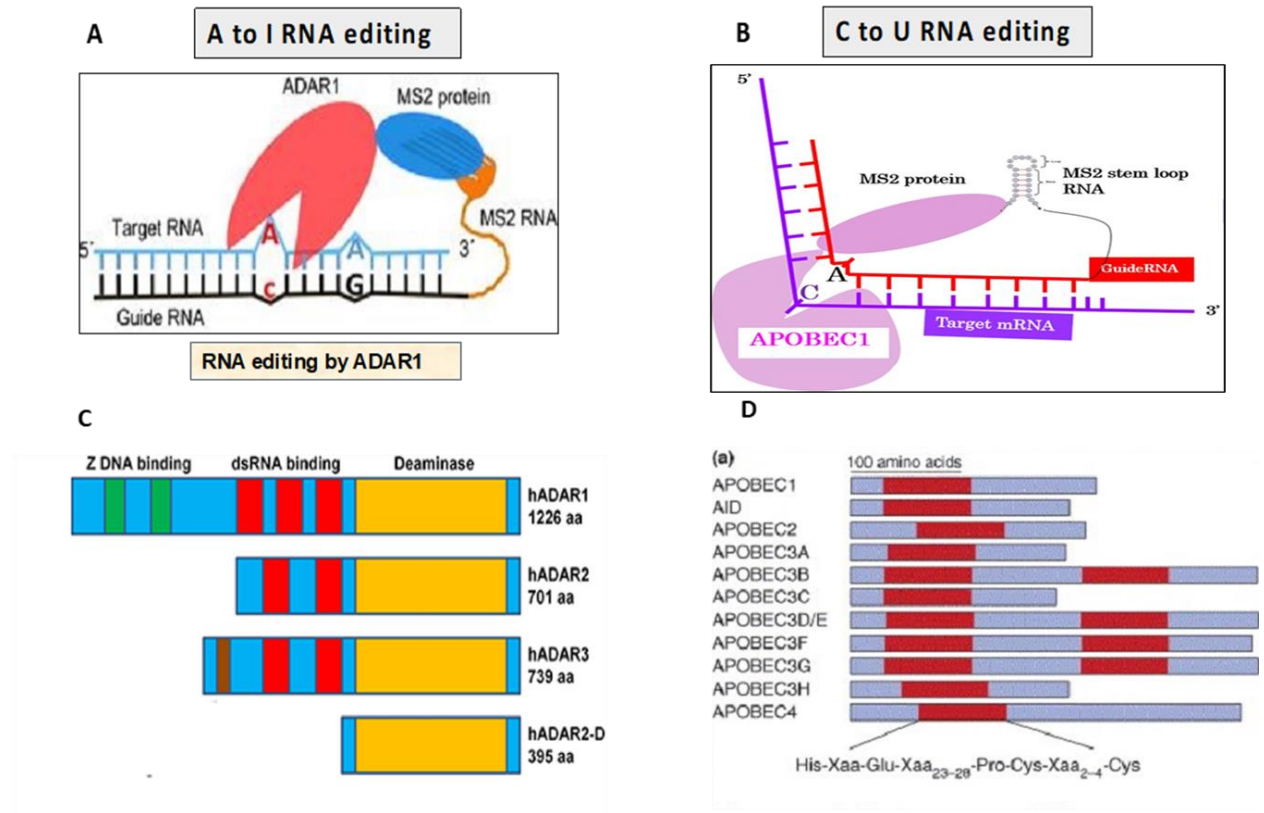 A
A to I RNA editing
ADAR1
MS2 protein
A
A
Target RNA
MS2 RNA
5'
3'
C
G
Guide RNA
RNA editing by ADAR1
B
C to U RNA editing
5'
MS2 protein
MS2 stem loop
RNA
A
GuideRNA
C
Target mRNA
3'
APOBEC1
C
Z DNA binding
dsRNA binding
Deaminase
hADAR1
1226 aa
hADAR2
701 aa
hADAR3
739 aa
hADAR2-D
395 aa
D
(a)
100 amino acids
APOBEC1
AID
APOBEC2
APOBEC3A
APOBEC3B
APOBEC3C
APOBEC3D/E
APOBEC3F
APOBEC3G
APOBEC3H
APOBEC4
His-Xaa-Glu-Xaa23–28-Pro-Cys-Xaa2–4-Cys